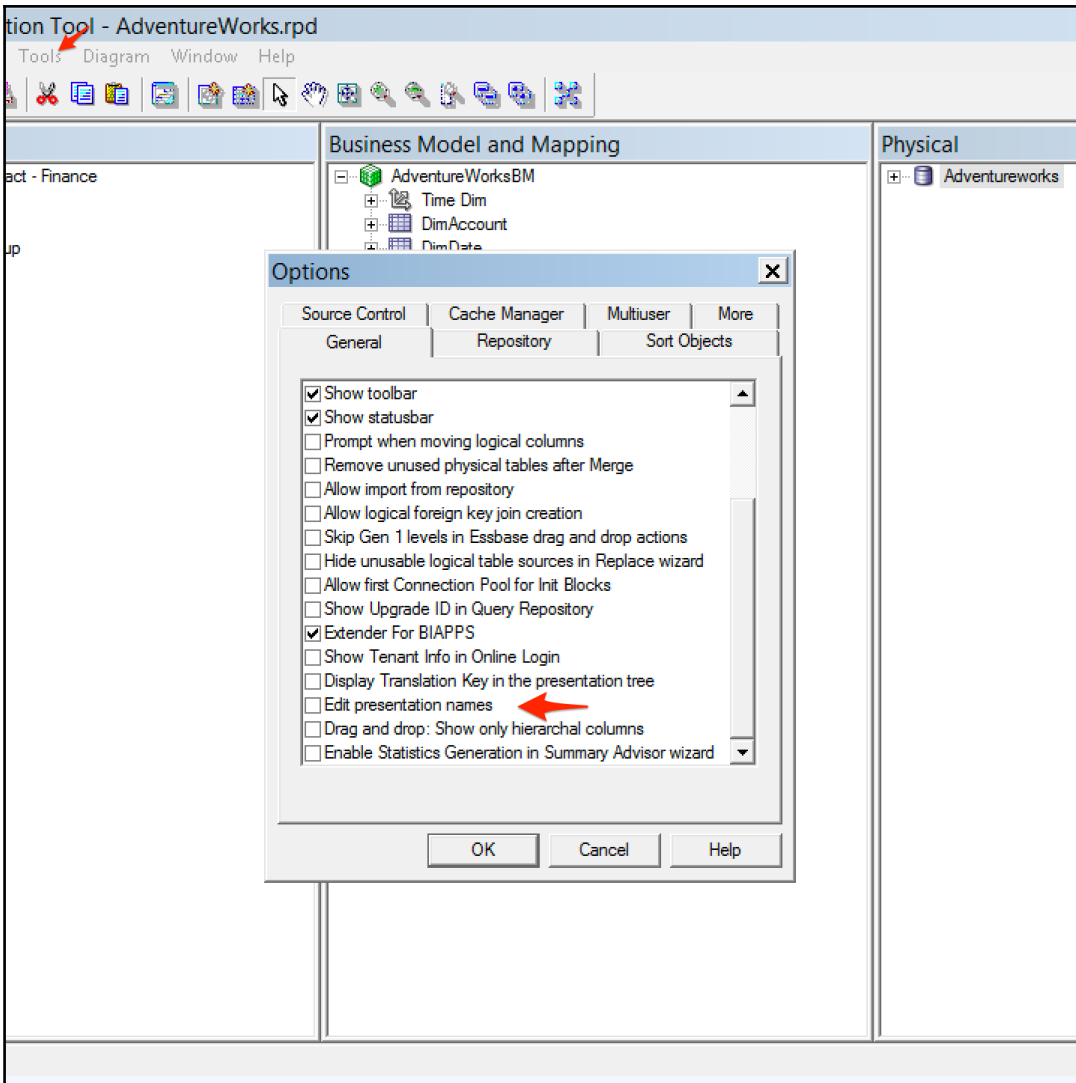 tion Tool - AdventureWorks.rpd
Tools Diagram Window Help
Business Model and Mapping
Physical
act - Finance
AdventureWorksBM
Adventureworks
Time Dim
DimAccount
up
DimDate
Options
Source Control Cache Manager Multiuser More
General Repository Sort Objects
Show toolbar
Show statusbar
Prompt when moving logical columns
Remove unused physical tables after Merge
Allow import from repository
Allow logical foreign key join creation
Skip Gen 1 levels in Essbase drag and drop actions
Hide unusable logical table sources in Replace wizard
Allow first Connection Pool for Init Blocks
Show Upgrade ID in Query Repository
Extender For BIAPPS
Show Tenant Info in Online Login
Display Translation Key in the presentation tree
Edit presentation names
Drag and drop: Show only hierarchal columns
Enable Statistics Generation in Summary Advisor wizard
OK Cancel Help